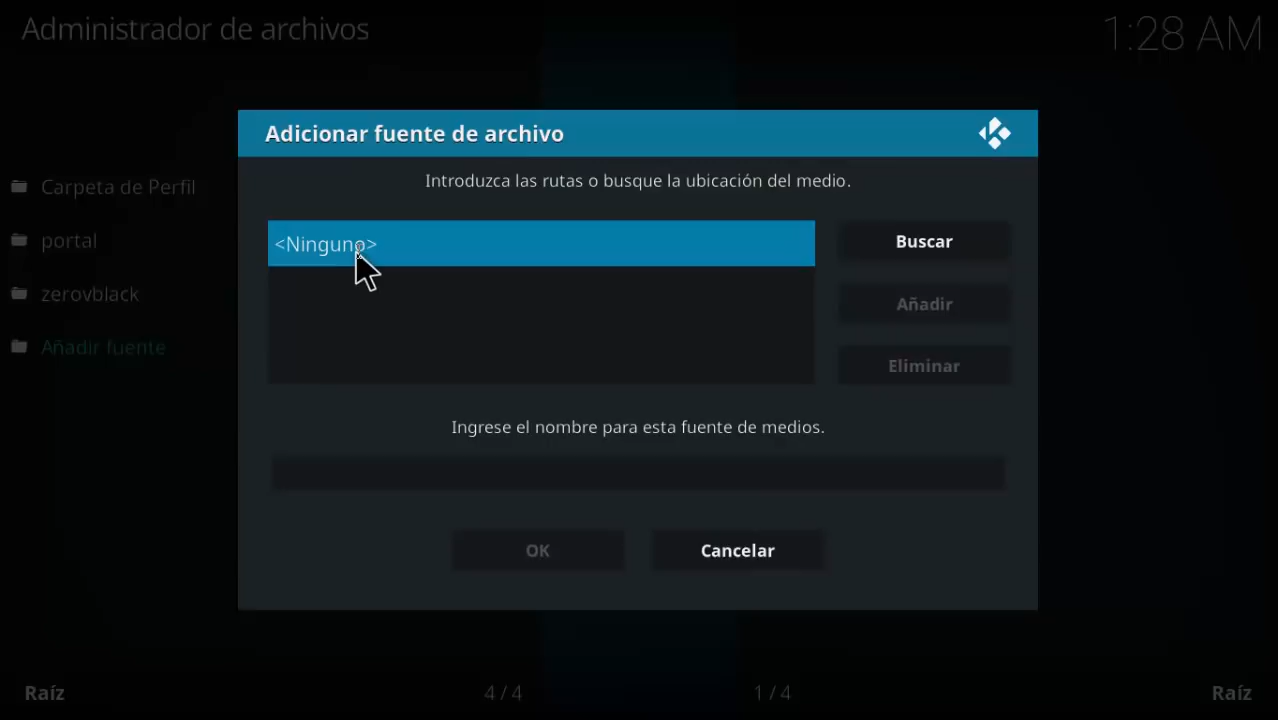 Administrador de archivos
1:28 AM
Adicionar fuente de archivo
Introduzca las rutas o busque la ubicación del medio.
Carpeta de Perfil
portal
zerovblack
Añadir fuente
<Ninguno>
Buscar
Añadir
Eliminar
Ingrese el nombre para esta fuente de medios.
OK
Cancelar
Raíz
4 / 4
1 / 4
Raíz